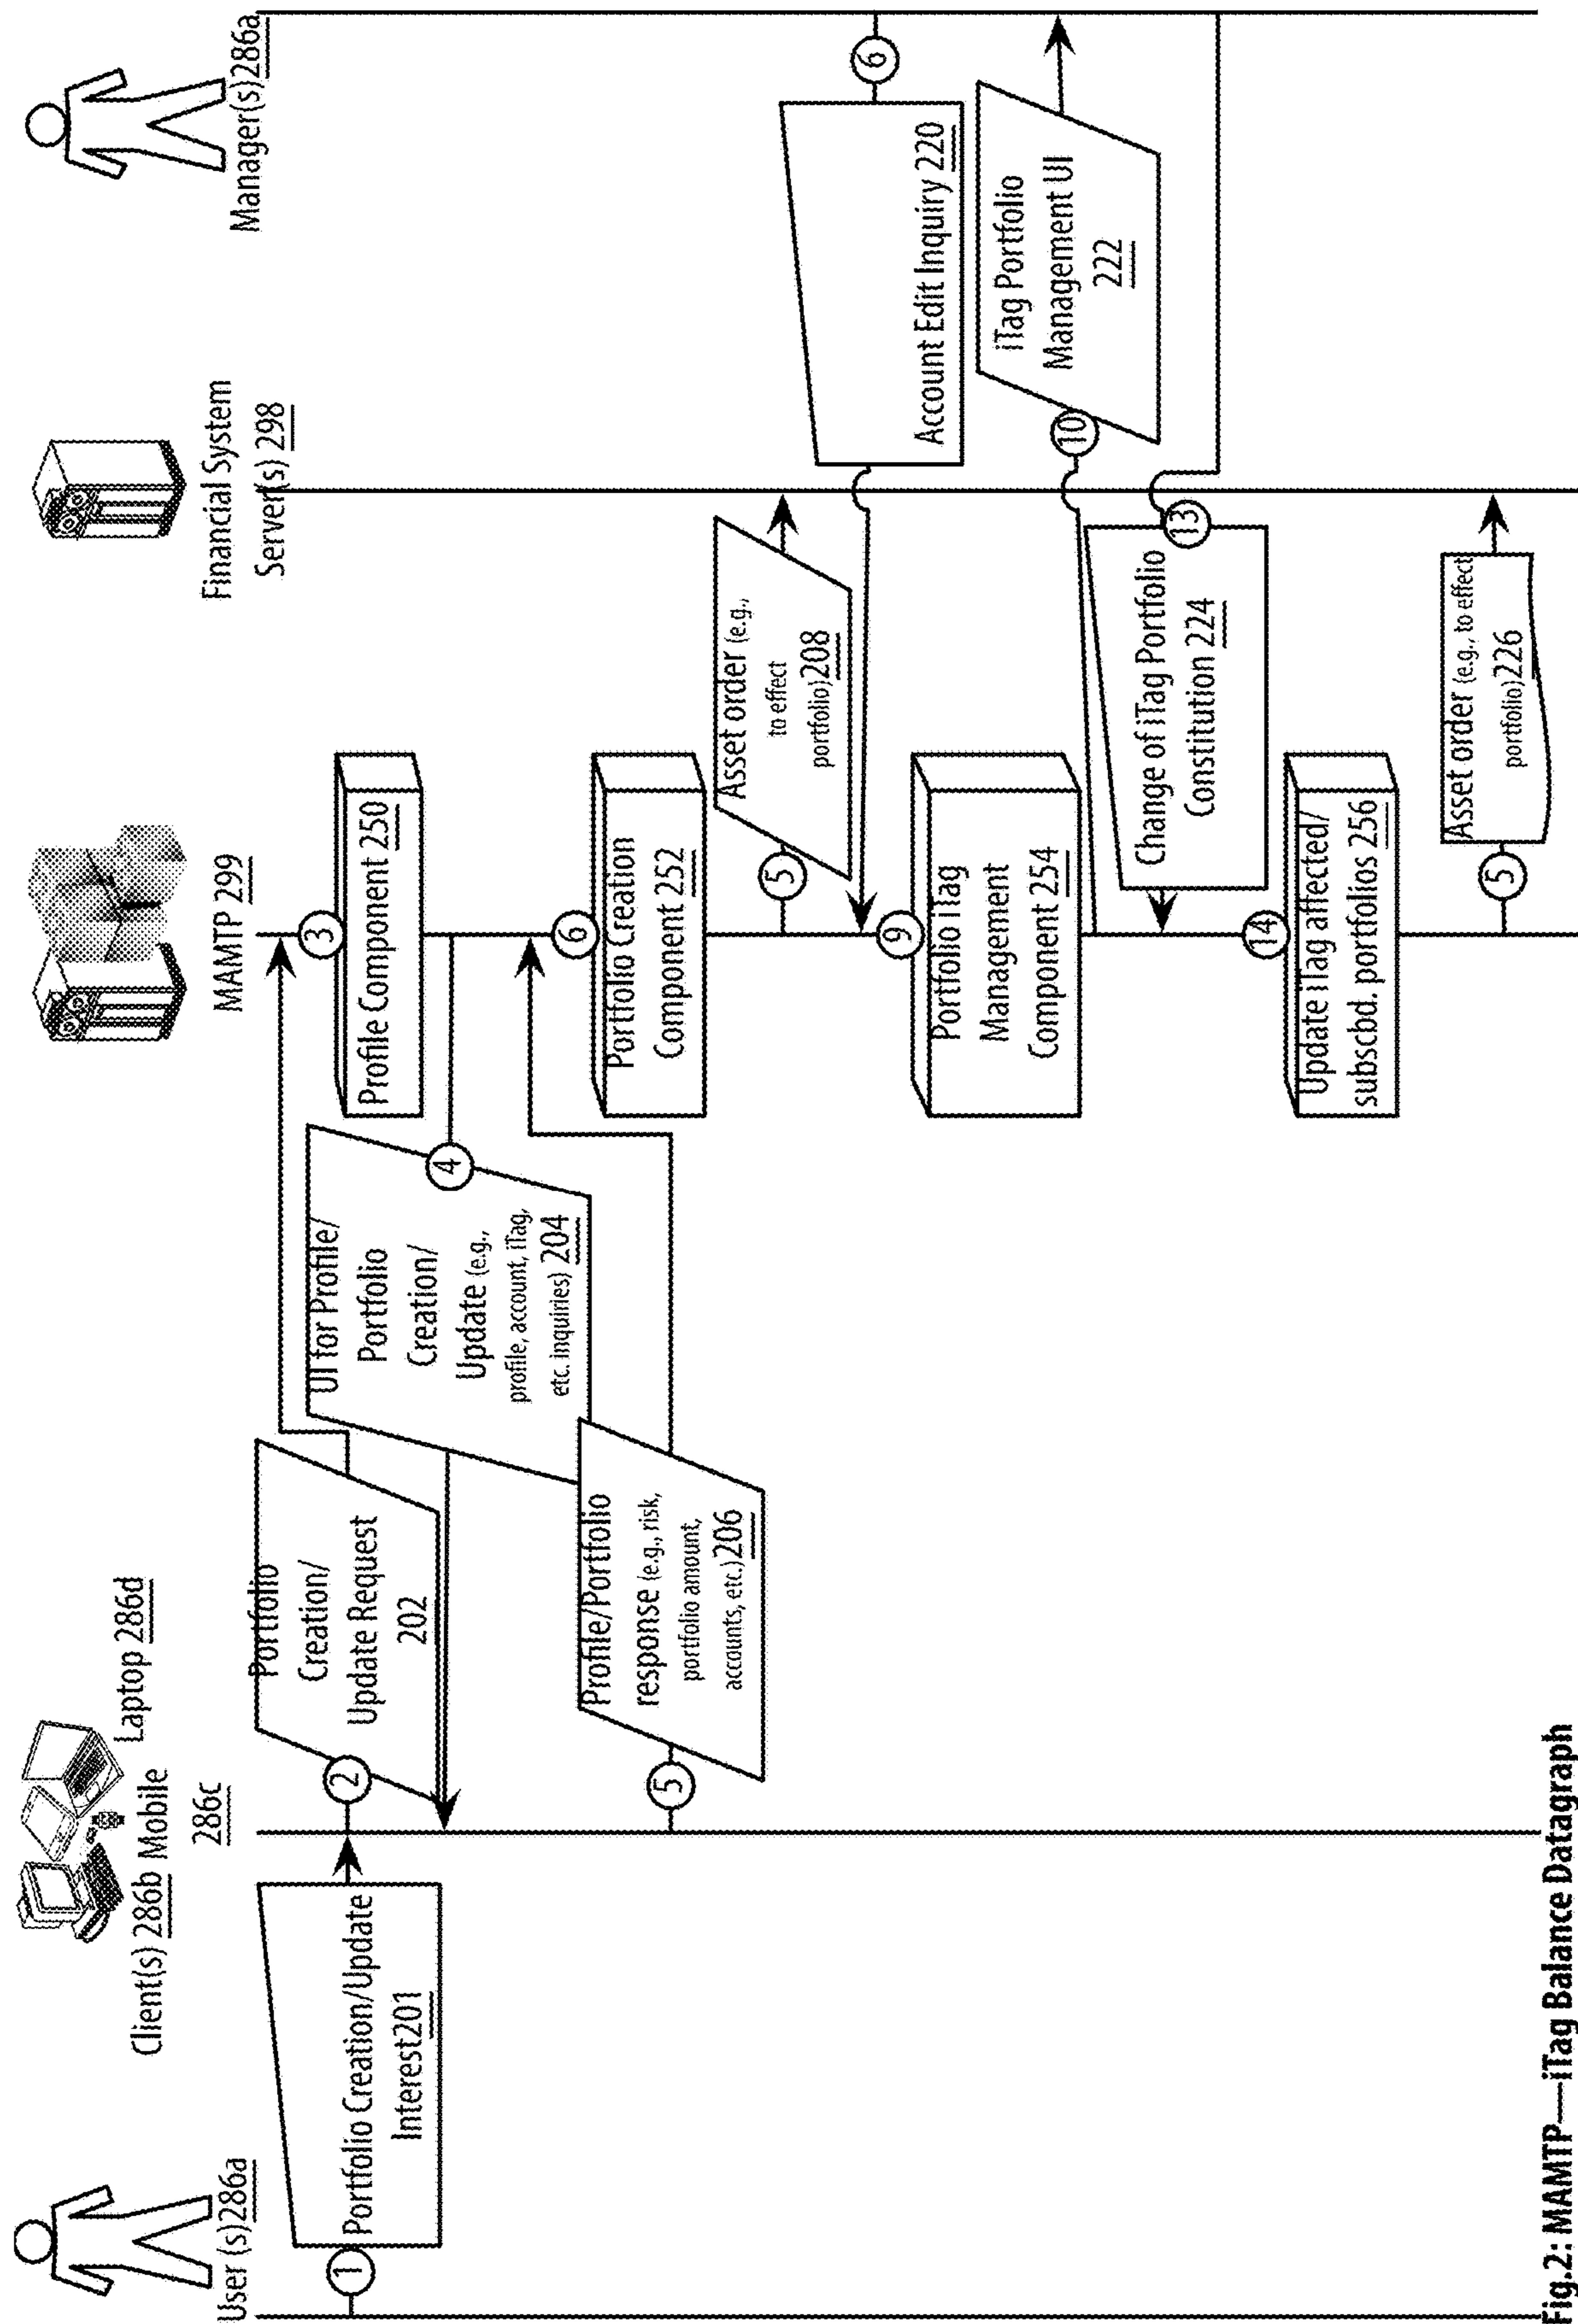 User (s)286a
Client(s) 286b Mobile
286c
Laptop 286d
MAMTP 299
Financial System
Server(s) 298
Manager(s)286a
1
Portfolio Creation/Update
Interest201
2
Portfolio
Creation/
Update Request
202
3
Profile Component 250
4
UI for Profile/
Portfolio
Creation/
Update (e.g.,
profile, account, iTag,
etc. inquiries) 204
5
Profile/Portfolio
response (e.g., risk,
portfolio amount,
accounts, etc.)206
6
Portfolio Creation
Component 252
5
Asset order (e.g.,
to effect
portfolio)208
6
Account Edit Inquiry 220
9
Portfolio iTag
Management
Component 254
10
iTag Portfolio
Management UI
222
13
Change of iTag Portfolio
Constitution 224
14
Update iTag affected/
subscbd. portfolios 256
5
Asset order (e.g., to effect
portfolio)226
Fig.2: MAMTP—iTag Balance Datagraph